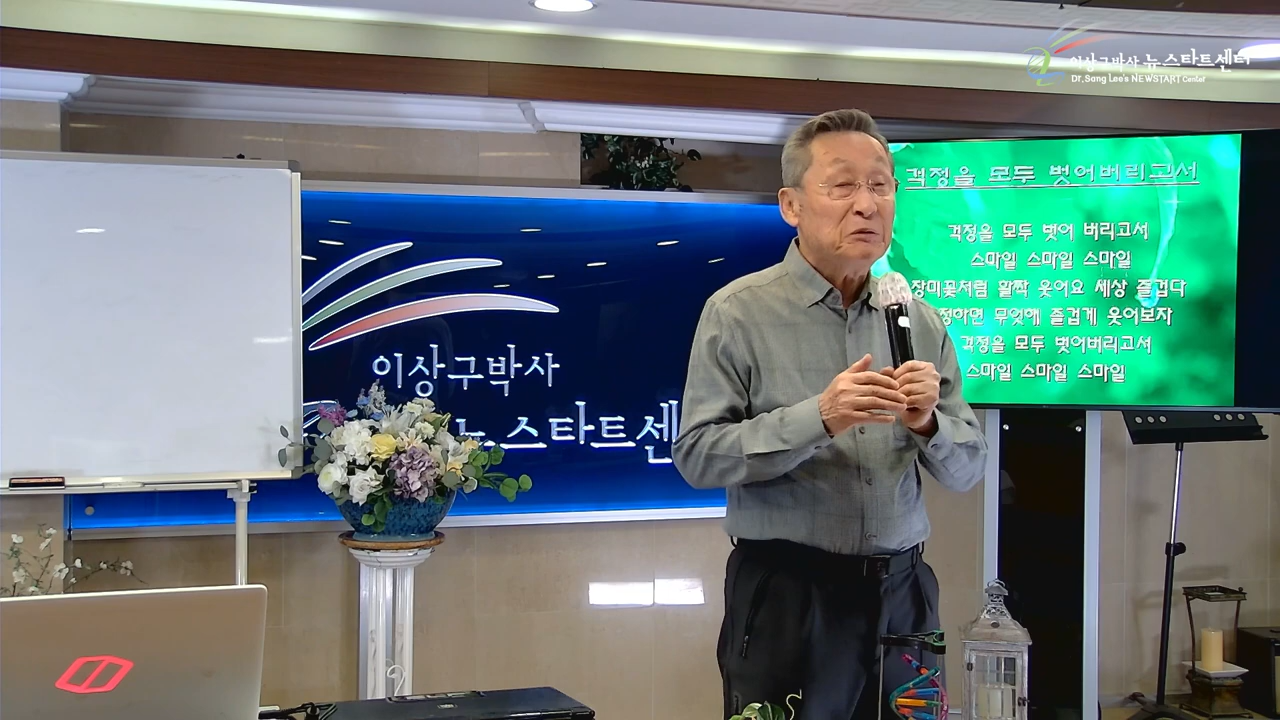 이상구박사 뉴스타트센터
Dr. Sang Lee's NEWSTART Center
걱정을 모두 벗어버리고서
걱정을 모두 벗어 버리고서
스마일 스마일 스마일
장미꽃처럼 활짝 웃어요 세상 즐겁다
정하면 무엇해 즐겁게 웃어보자
걱정을 모두 벗어버리고서
스마일 스마일 스마일
이상구박사
뉴스타트센